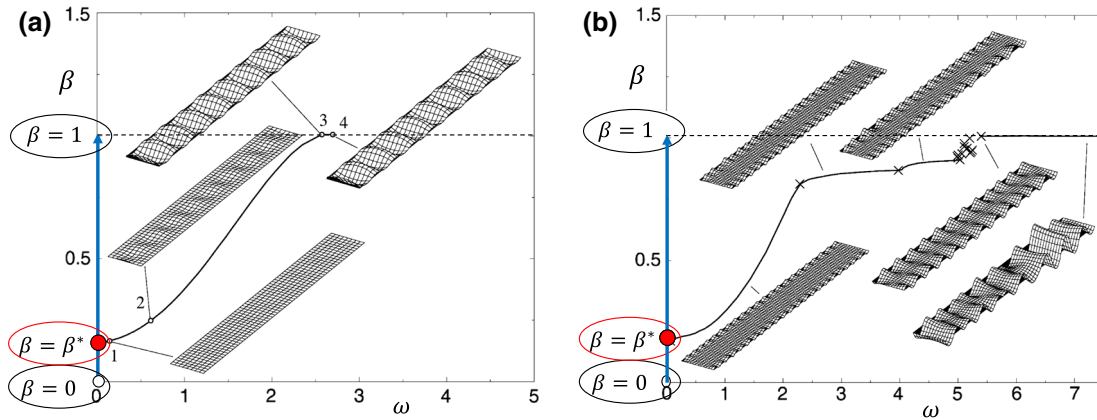 (a)
1.5
β
β = 1
3 4
0.5
2
β = β*
1
β = 0
0 1 2 3 4 5
ω
(b)
1.5
β
β = 1
0.5
β = β*
β = 0
0 1 2 3 4 5 6 7
ω